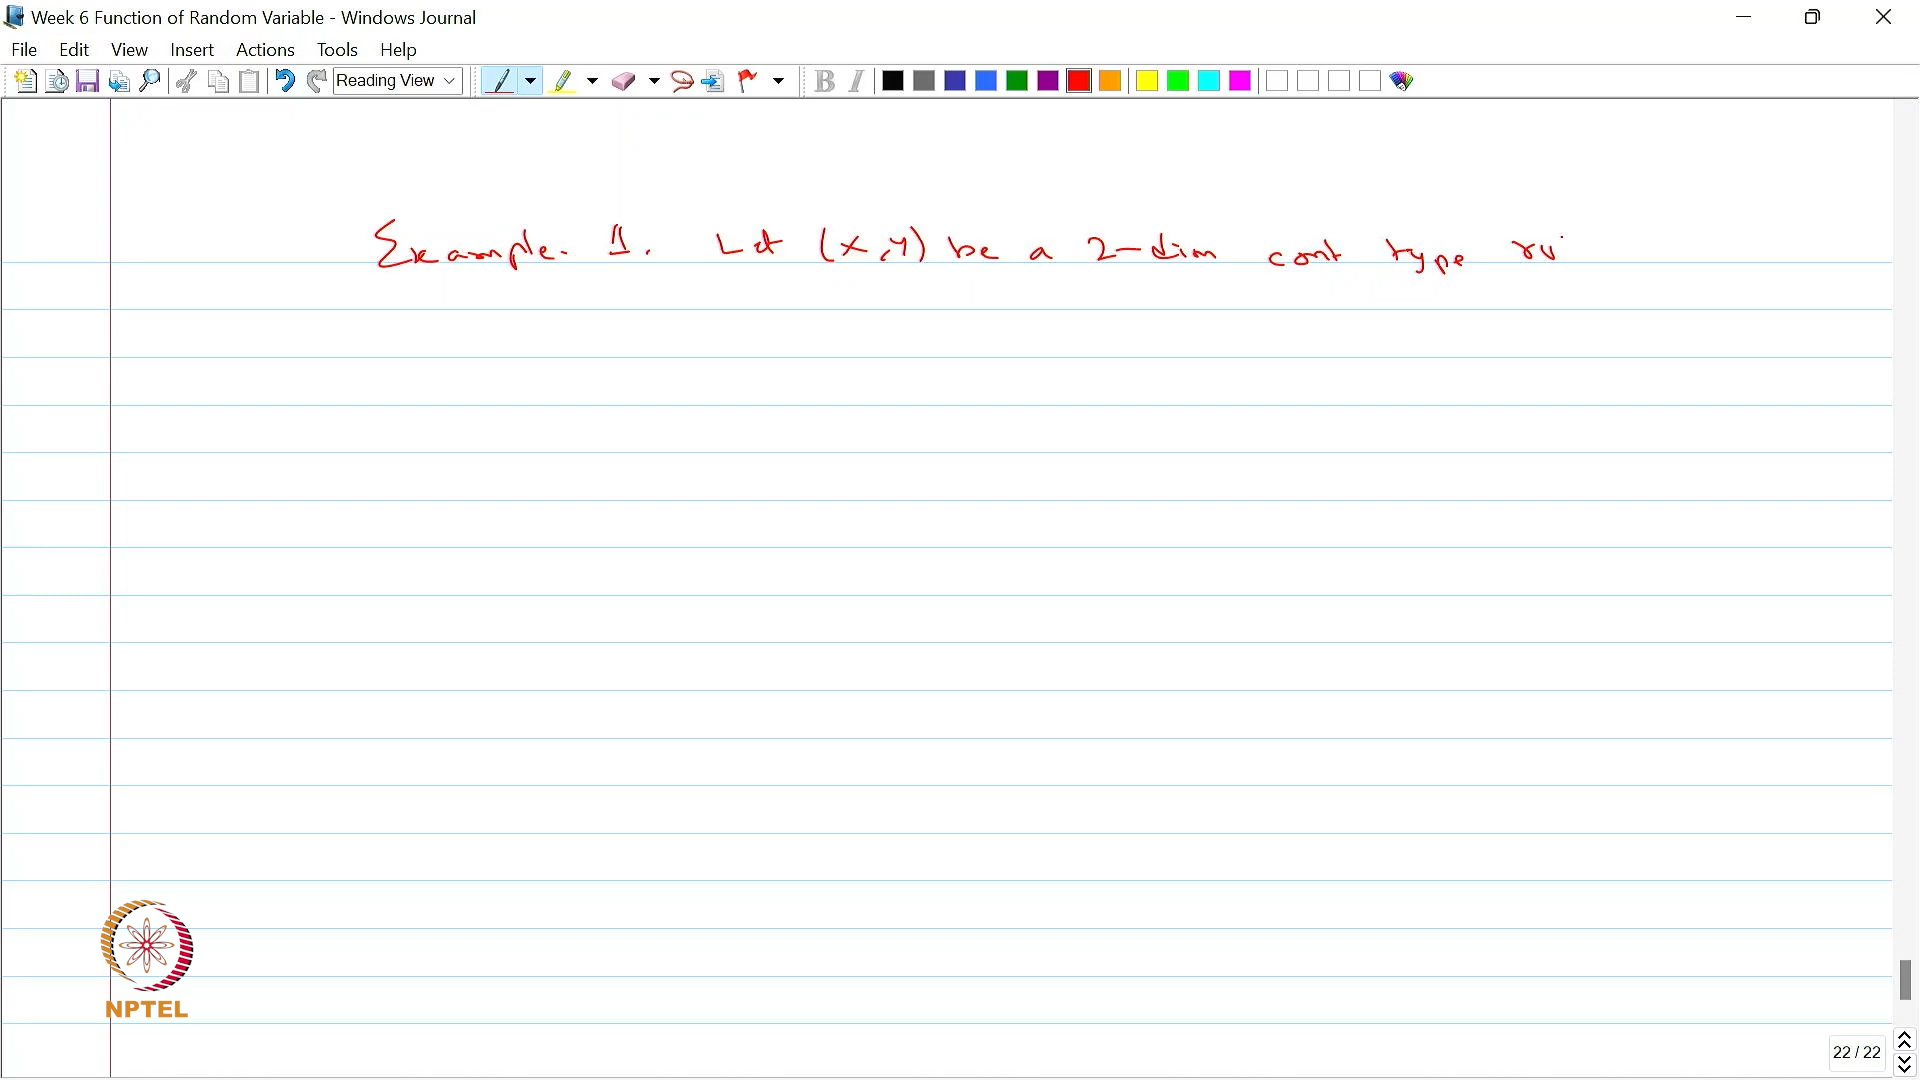 Week 6 Function of Random Variable - Windows Journal
File Edit View Insert Actions Tools Help
Reading View B I
Example. 1. Let (X,Y) be a 2-dim cont type rv
NPTEL
22 / 22